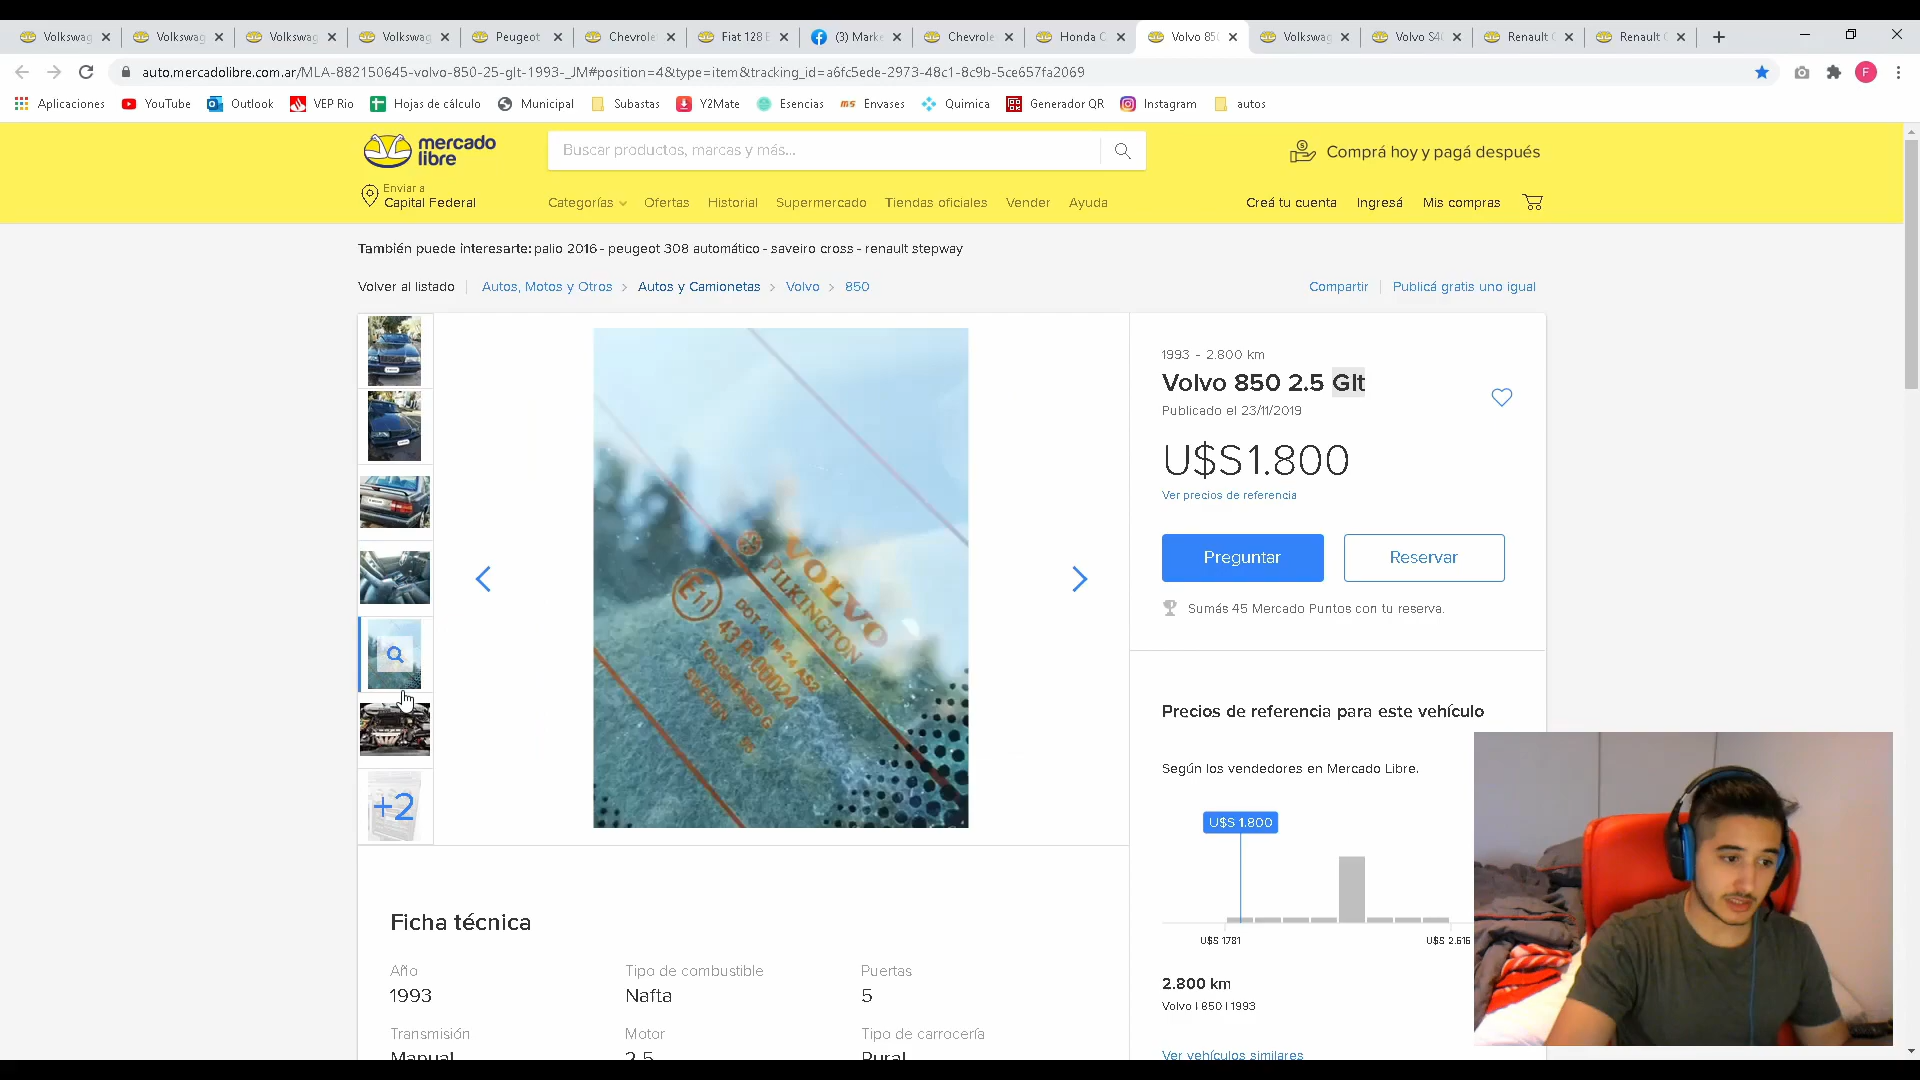 Volkswag
Volkswag
Volkswag
Volkswag
Peugeot
Chevrole
Fiat 128
(3) Mark
Chevrole
Honda C
Volvo 85
Volkswag
Volvo S4
Renault
Renault
auto.mercadolibre.com.ar/MLA-882150645-volvo-850-25-glt-1993-_JM#position=4&type=item&tracking_id=a6fc5ede-2973-48c1-8c9b-5ce657fa2069
F
Aplicaciones
YouTube
Outlook
VEP Rio
Hojas de cálculo
Municipal
Subastas
Y2Mate
Esencias
ms Envases
Quimica
Generador QR
Instagram
autos
mercado
libre
Buscar productos, marcas y más...
Comprá hoy y pagá después
Enviar a
Capital Federal
Categorías
Ofertas
Historial
Supermercado
Tiendas oficiales
Vender
Ayuda
Creá tu cuenta
Ingresá
Mis compras
También puede interesarte: palio 2016 - peugeot 308 automático - saveiro cross - renault stepway
Volver al listado
Autos, Motos y Otros > Autos y Camionetas > Volvo > 850
Compartir
Publicá gratis uno igual
+2
VOLVO
PILKINGTON
E11
DOT 41 M 24 AS2
43 R-00024
TOUGHENED G.
SWEDEN
1993 - 2.800 km
Volvo 850 2.5 Glt
Publicado el 23/11/2019
U$S1.800
Ver precios de referencia
Preguntar
Reservar
Sumás 45 Mercado Puntos con tu reserva.
Precios de referencia para este vehículo
Según los vendedores en Mercado Libre.
U$S 1.800
U$S 1781
U$S 2.616
2.800 km
Volvo | 850 | 1993
Ver vehículos similares
Ficha técnica
Año
1993
Tipo de combustible
Nafta
Puertas
5
Transmisión
Manual
Motor
2.5
Tipo de carrocería
Rural